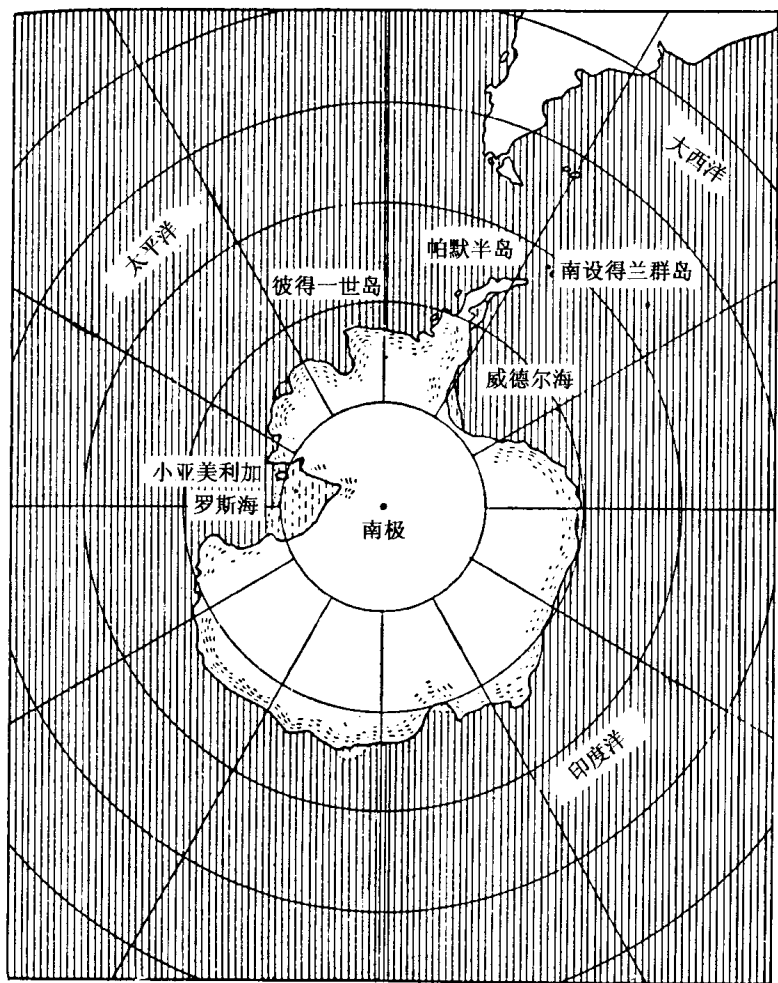 大西洋
太平洋
帕默半岛
南设得兰群岛
彼得一世岛
威德尔海
小亚美利加
罗斯海
南极
印度洋